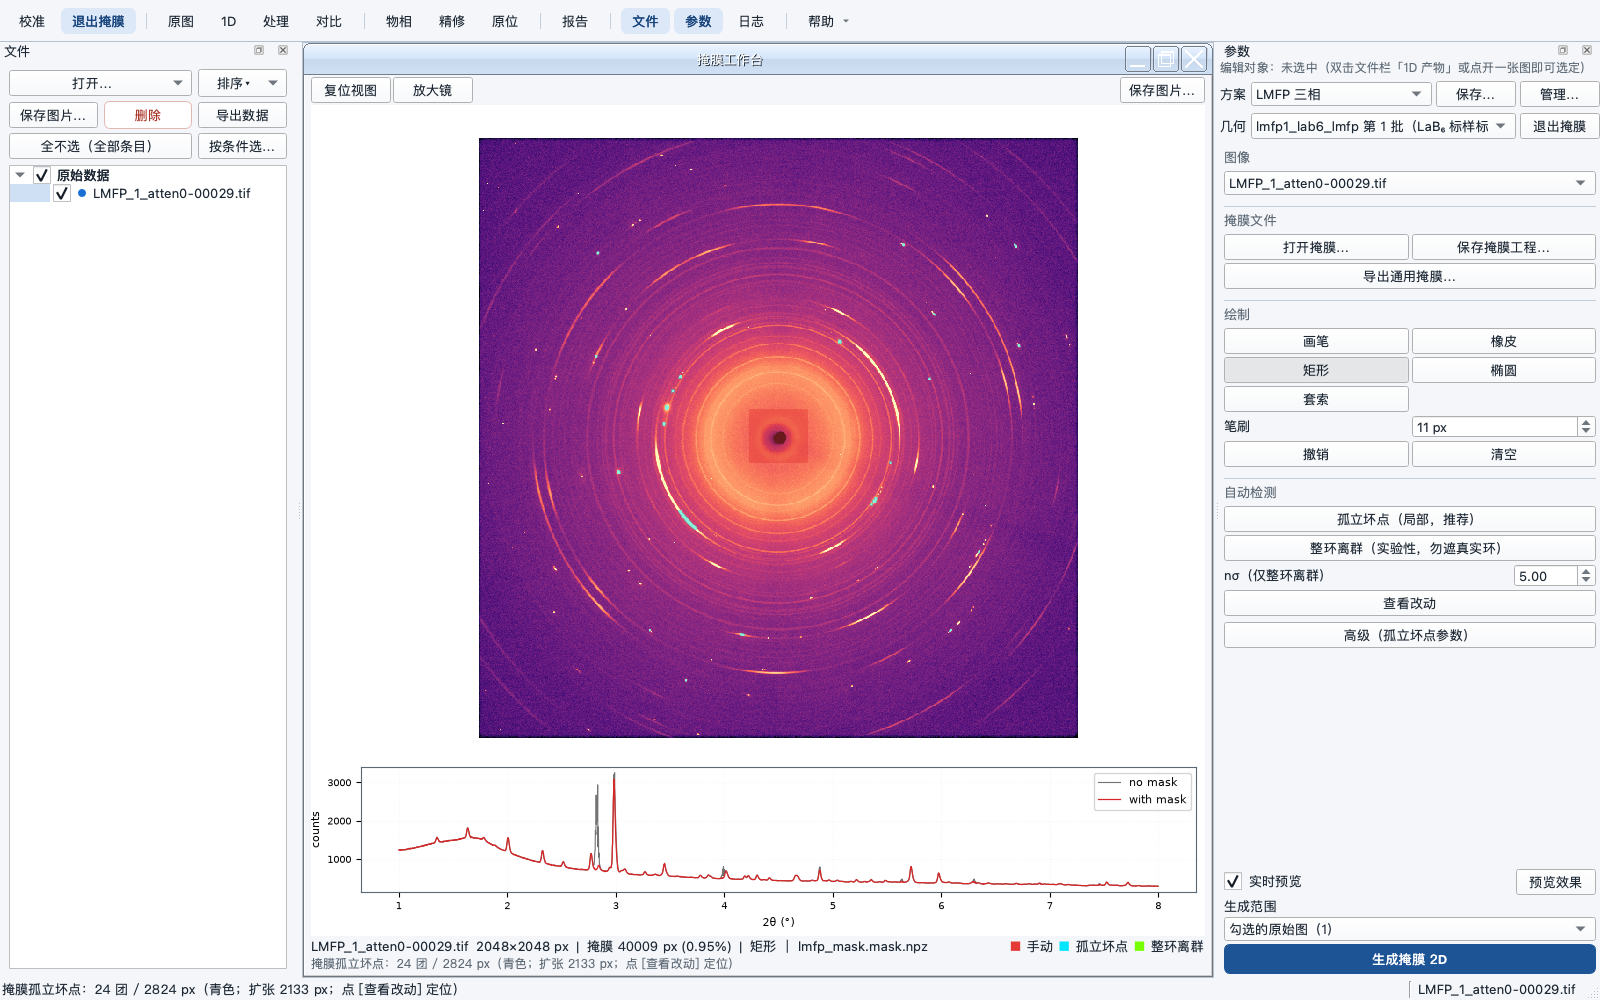 校准 退出掩膜 原图 1D 处理 对比 物相 精修 原位 报告 文件 参数 日志 帮助
文件
打开... 排序
保存图片... 删除 导出数据
全不选（全部条目） 按条件选...
原始数据
LMFP_1_atten0-00029.tif
掩膜工作台
复位视图 放大镜 保存图片...
no mask
with mask
counts
3000
2000
1000
1 2 3 4 5 6 7 8
2θ (°)
LMFP_1_atten0-00029.tif 2048×2048 px | 掩膜 40009 px (0.95%) | 矩形 | lmfp_mask.mask.npz
手动 孤立坏点 整环离群
掩膜孤立坏点：24 团 / 2824 px（青色；扩张 2133 px；点 [查看改动] 定位）
参数
编辑对象：未选中（双击文件栏「1D 产物」或点开一张图即可选定）
方案 LMFP 三相 保存... 管理...
几何 lmfp1_lab6_lmfp 第 1 批（LaB₆ 标样标 退出掩膜
图像
LMFP_1_atten0-00029.tif
掩膜文件
打开掩膜... 保存掩膜工程...
导出通用掩膜...
绘制
画笔 橡皮
矩形 椭圆
套索
笔刷 11 px
撤销 清空
自动检测
孤立坏点（局部，推荐）
整环离群（实验性，勿遮真实环）
nσ（仅整环离群） 5.00
查看改动
高级（孤立坏点参数）
实时预览 预览效果
生成范围
勾选的原始图（1）
生成掩膜 2D
掩膜孤立坏点：24 团 / 2824 px（青色；扩张 2133 px；点 [查看改动] 定位）
LMFP_1_atten0-00029.tif